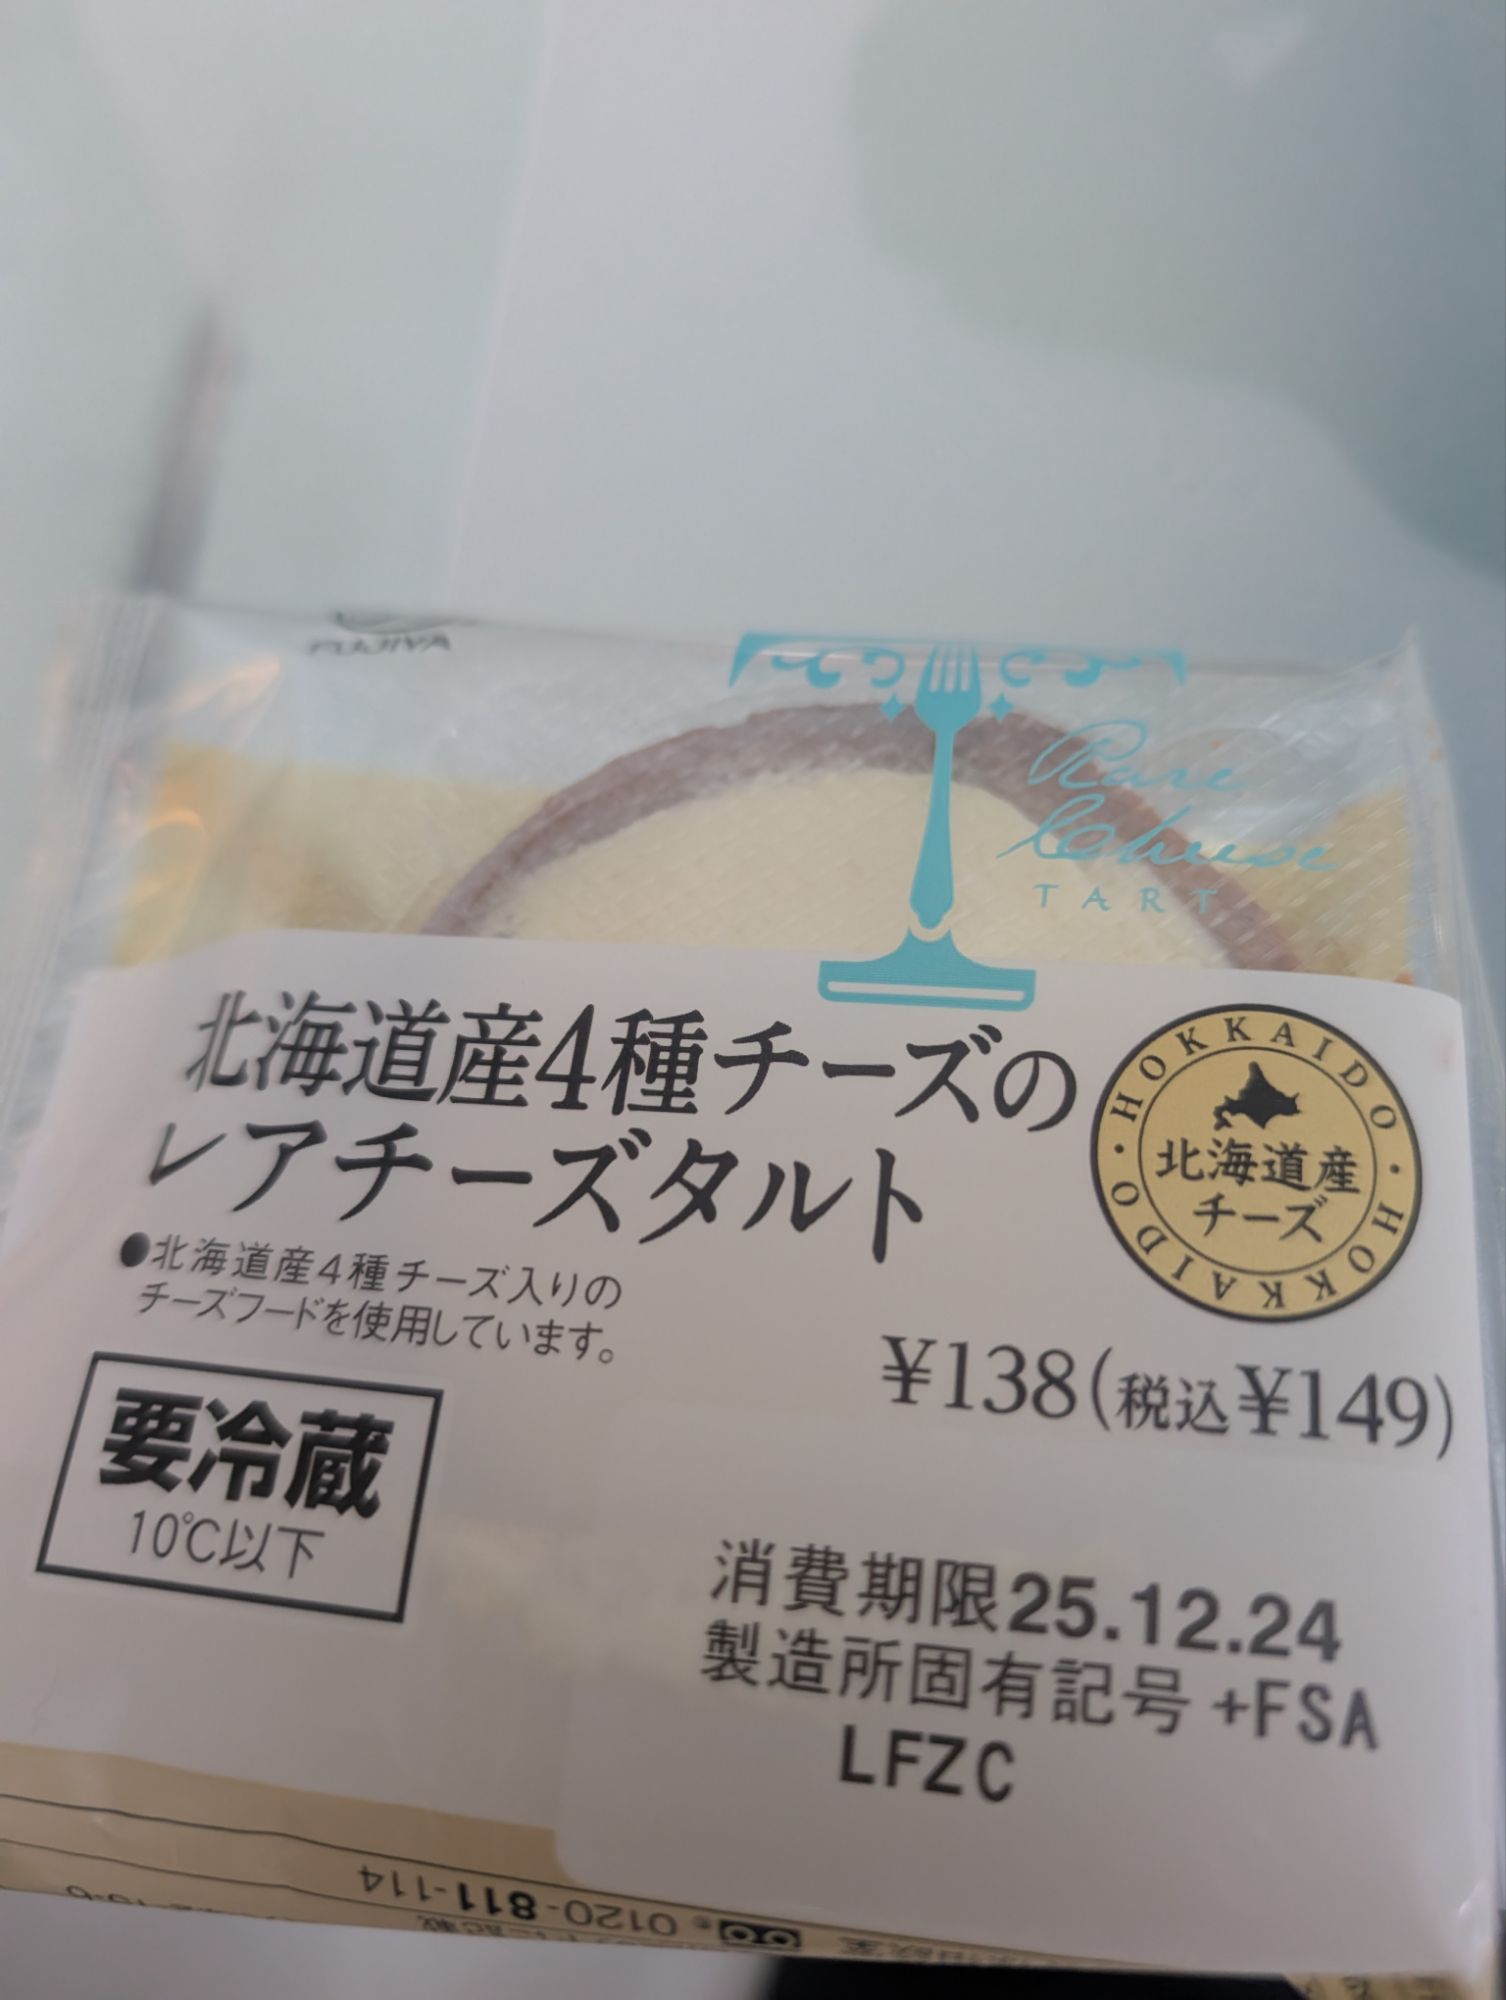 FUJIYA
Rare
Cheese
TART
北海道産4種チーズの
レアチーズタルト
HOKKAIDO・HOKKAIDO・
北海道産
チーズ
●北海道産4種チーズ入りの
チーズフードを使用しています。
¥138(税込¥149)
要冷蔵
10℃以下
消費期限25.12.24
製造所固有記号+FSA
LFZC
0120-811-114